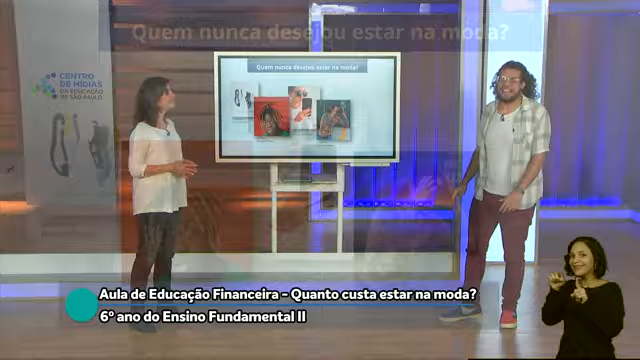 Quem nunca desejou estar na moda?
Quem nunca desejou estar na moda?
CENTRO
DE MÍDIAS
DA EDUCAÇÃO
DE SÃO PAULO
Aula de Educação Financeira - Quanto custa estar na moda?
6º ano do Ensino Fundamental II